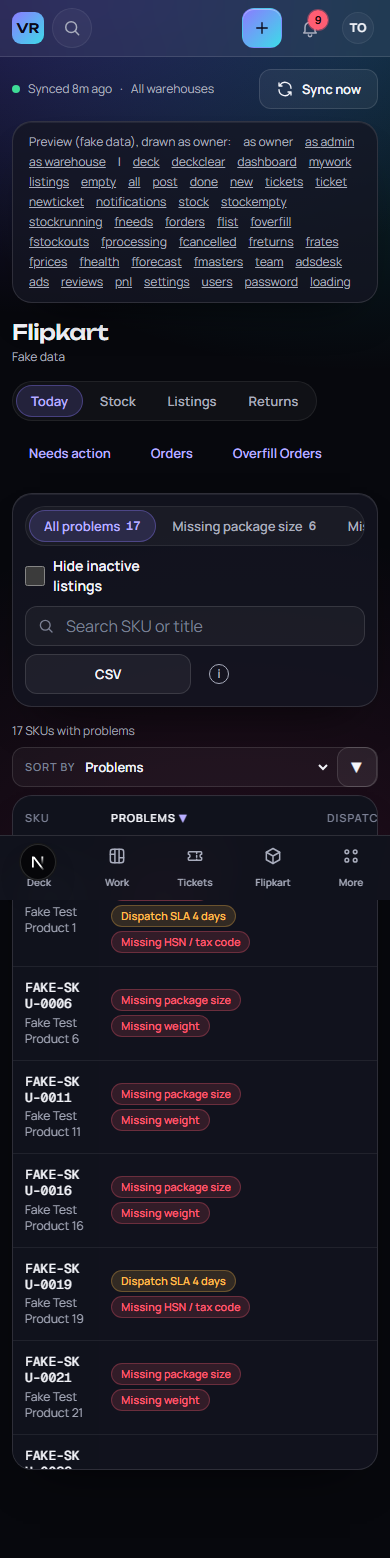 VR
9
TO
Synced 8m ago · All warehouses
Sync now
Preview (fake data), drawn as owner: as owner as admin
as warehouse | deck deckclear dashboard mywork
listings empty all post done new tickets ticket
newticket notifications stock stockempty
stockrunning fneeds forders flist foverfill
fstockouts fprocessing fcancelled freturns frates
fprices fhealth fforecast fmasters team adsdesk
ads reviews pnl settings users password loading
Flipkart
Fake data
Today Stock Listings Returns
Needs action Orders Overfill Orders
All problems 17 Missing package size 6
Hide inactive
listings
Search SKU or title
CSV
i
17 SKUs with problems
SORT BY Problems ▼
SKU PROBLEMS ▼ DISPATC
N
Deck Work Tickets Flipkart More
Fake Test
Product 1
Dispatch SLA 4 days
Missing HSN / tax code
FAKE-SK
U-0006
Fake Test
Product 6
Missing package size
Missing weight
FAKE-SK
U-0011
Fake Test
Product 11
Missing package size
Missing weight
FAKE-SK
U-0016
Fake Test
Product 16
Missing package size
Missing weight
FAKE-SK
U-0019
Fake Test
Product 19
Dispatch SLA 4 days
Missing HSN / tax code
FAKE-SK
U-0021
Fake Test
Product 21
Missing package size
Missing weight
FAKE-SK